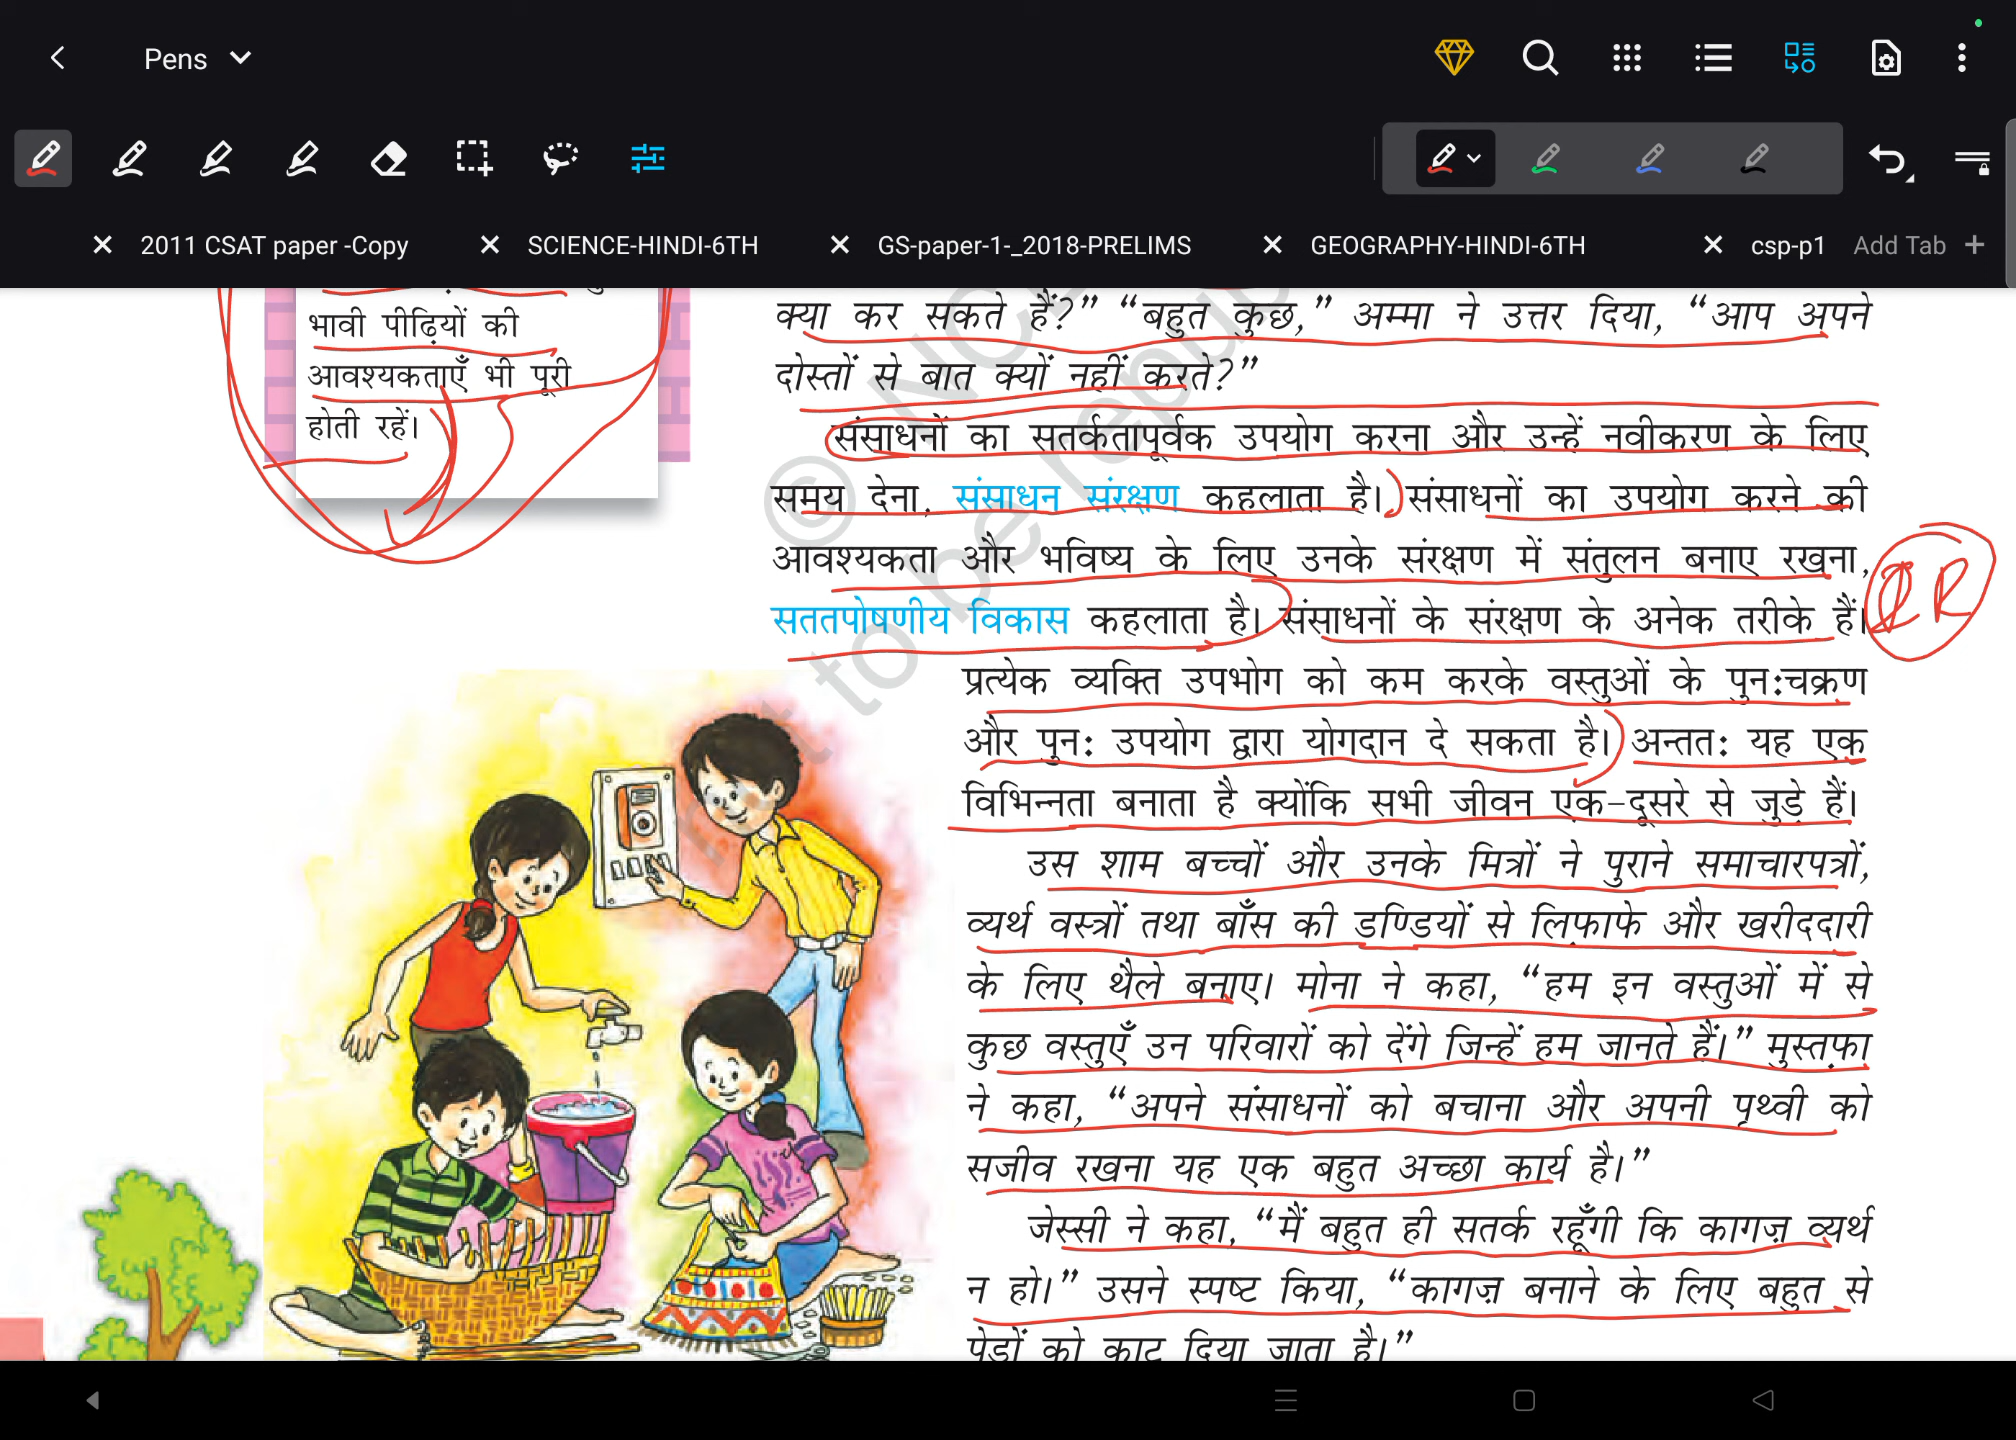 Pens
2011 CSAT paper -Copy
SCIENCE-HINDI-6TH
GS-paper-1-_2018-PRELIMS
GEOGRAPHY-HINDI-6TH
csp-p1
Add Tab +
भावी पीढ़ियों की
आवश्यकताएँ भी पूरी
होती रहें।
क्या कर सकते हैं?” “बहुत कुछ,” अम्मा ने उत्तर दिया, “आप अपने
दोस्तों से बात क्यों नहीं करते?”
संसाधनों का सतर्कतापूर्वक उपयोग करना और उन्हें नवीकरण के लिए
समय देना, संसाधन संरक्षण कहलाता है। संसाधनों का उपयोग करने की
आवश्यकता और भविष्य के लिए उनके संरक्षण में संतुलन बनाए रखना,
सततपोषणीय विकास कहलाता है। संसाधनों के संरक्षण के अनेक तरीके हैं।
प्रत्येक व्यक्ति उपभोग को कम करके वस्तुओं के पुनःचक्रण
और पुनः उपयोग द्वारा योगदान दे सकता है। अन्ततः यह एक
विभिन्नता बनाता है क्योंकि सभी जीवन एक-दूसरे से जुड़े हैं।
उस शाम बच्चों और उनके मित्रों ने पुराने समाचारपत्रों,
व्यर्थ वस्त्रों तथा बाँस की डण्डियों से लिफ़ाफे और खरीददारी
के लिए थैले बनाए। मोना ने कहा, “हम इन वस्तुओं में से
कुछ वस्तुएँ उन परिवारों को देंगे जिन्हें हम जानते हैं।” मुस्तफ़ा
ने कहा, “अपने संसाधनों को बचाना और अपनी पृथ्वी को
सजीव रखना यह एक बहुत अच्छा कार्य है।”
जेस्सी ने कहा, “मैं बहुत ही सतर्क रहूँगी कि कागज़ व्यर्थ
न हो।” उसने स्पष्ट किया, “कागज़ बनाने के लिए बहुत से
पेड़ों को काट दिया जाता है।”
© NC
to be repu